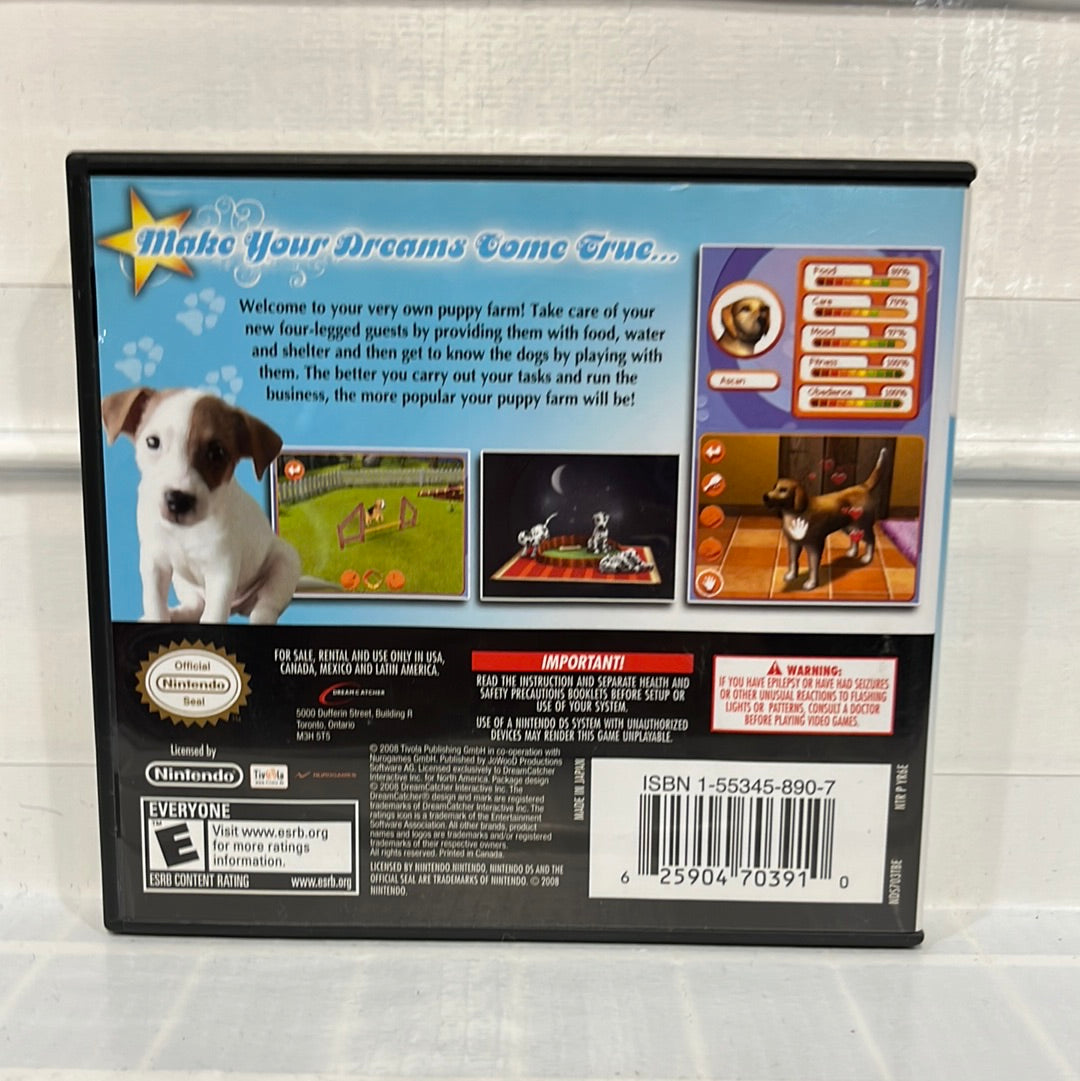 Make Your Dreams Come True...
Welcome to your very own puppy farm! Take care of your
new four-legged guests by providing them with food, water
and shelter and then get to know the dogs by playing with
them. The better you carry out your tasks and run the
business, the more popular your puppy farm will be!
Food
Care
Mood
Fitness 100%
Obedience 100%
Ascari
Official
Nintendo
Seal
FOR SALE, RENTAL AND USE ONLY IN USA,
CANADA, MEXICO AND LATIN AMERICA.
DREAMCATCHER
5000 Dufferin Street, Building R
Toronto, Ontario
M3H 5T5
IMPORTANT!
READ THE INSTRUCTION AND SEPARATE HEALTH AND
SAFETY PRECAUTIONS BOOKLETS BEFORE SETUP OR
USE OF YOUR SYSTEM.
USE OF A NINTENDO DS SYSTEM WITH UNAUTHORIZED
DEVICES MAY RENDER THIS GAME UNPLAYABLE.
WARNING:
IF YOU HAVE EPILEPSY OR HAVE HAD SEIZURES
OR OTHER UNUSUAL REACTIONS TO FLASHING
LIGHTS OR PATTERNS, CONSULT A DOCTOR
BEFORE PLAYING VIDEO GAMES.
Licensed by
Nintendo
Tivola
NUROGAMES
EVERYONE
E
TM
Visit www.esrb.org
for more ratings
information.
ESRB CONTENT RATING www.esrb.org
© 2008 Tivola Publishing GmbH in co-operation with
Nurogames GmbH. Published by JoWooD Productions
Software AG. Licensed exclusively to DreamCatcher
Interactive Inc. for North America. Package design
© 2008 DreamCatcher Interactive Inc. The
DreamCatcher® design and mark are registered
trademarks of DreamCatcher Interactive Inc. The
ratings icon is a trademark of the Entertainment
Software Association. All other brands, product
names and logos are trademarks and/or registered
trademarks of their respective owners.
All rights reserved. Printed in Canada.
LICENSED BY NINTENDO. NINTENDO, NINTENDO DS AND THE
OFFICIAL SEAL ARE TRADEMARKS OF NINTENDO. © 2008
NINTENDO.
MADE IN JAPAN
ISBN 1-55345-890-7
6 25904 70391 0
NTR P YR6E
NDS7031BE